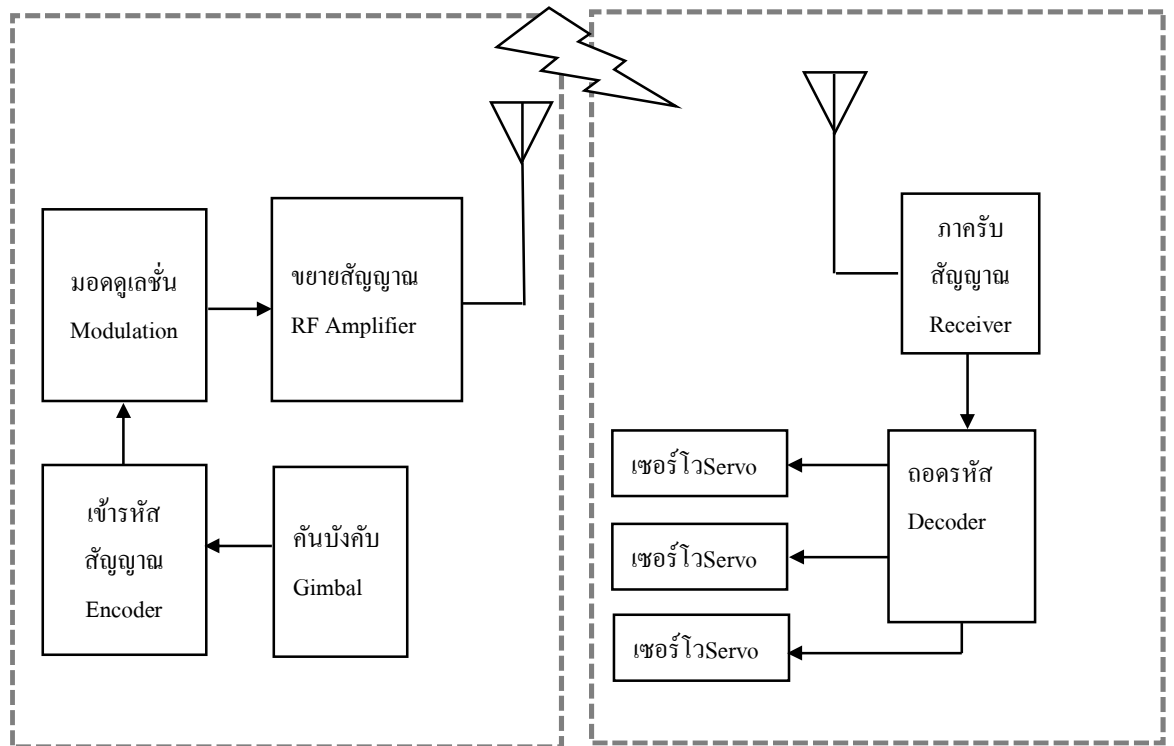 มอดดูเลชั่น
Modulation
ขยายสัญญาณ
RF Amplifier
เข้ารหัส
สัญญาณ
Encoder
คันบังคับ
Gimbal
ภาครับ
สัญญาณ
Receiver
ถอดรหัส
Decoder
เซอร์โวServo
เซอร์โวServo
เซอร์โวServo